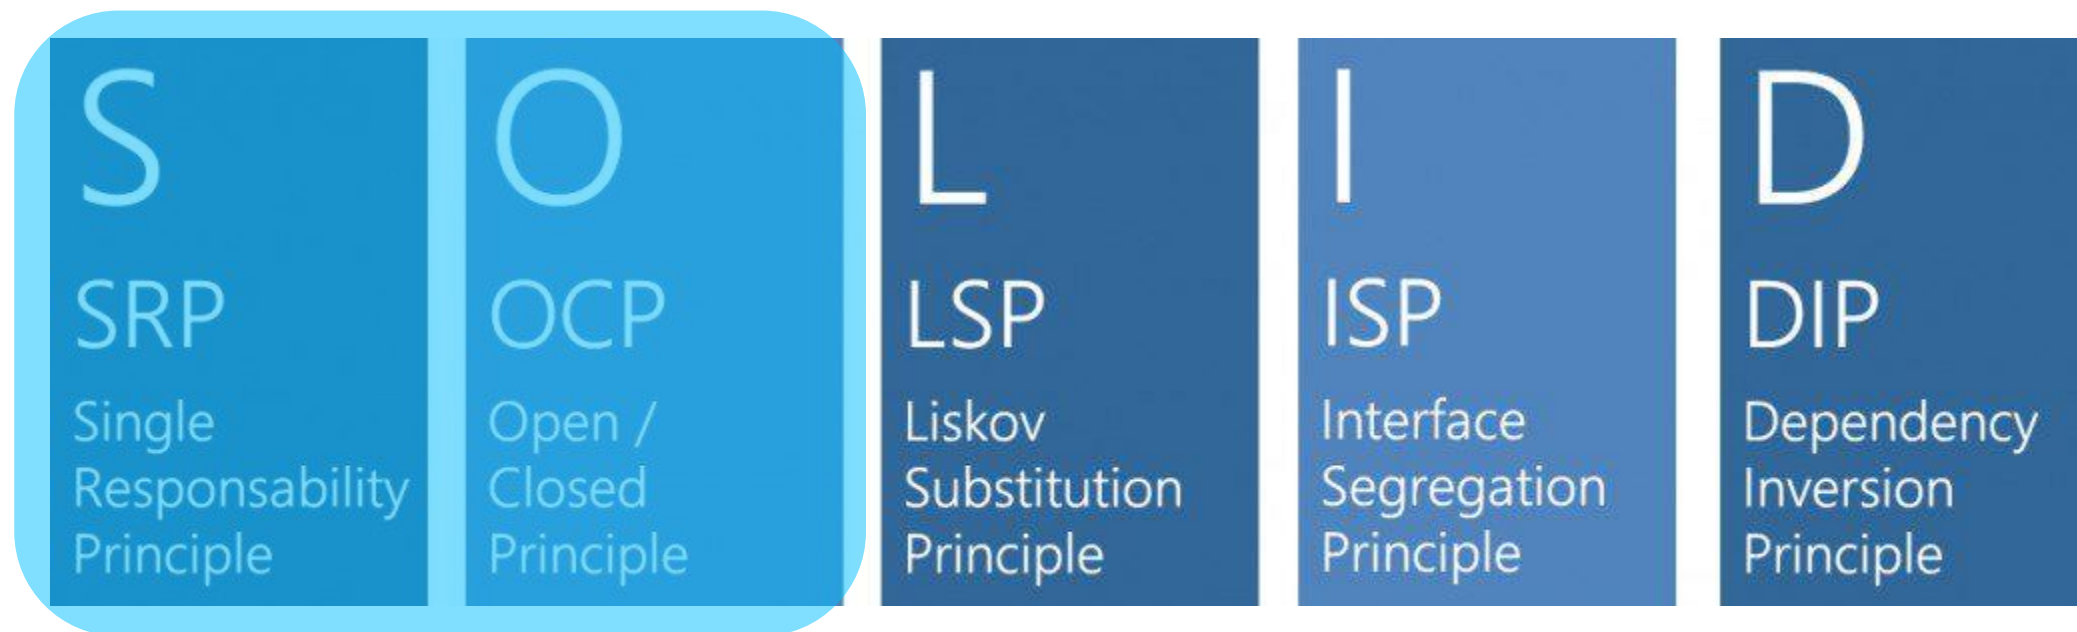 S
SRP
Single
Responsability
Principle
O
OCP
Open /
Closed
Principle
L
LSP
Liskov
Substitution
Principle
I
ISP
Interface
Segregation
Principle
D
DIP
Dependency
Inversion
Principle